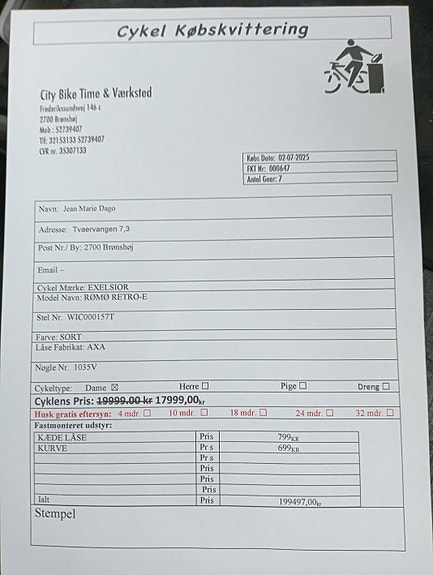 Cykel Købskvittering
City Bike Time & Værksted
Frederikssundsvej 146 c
2700 Brønshøj
Mob : 52739407
Tlf: 32153133 52739407
CVR nr. 35307133
Købs Dato: 02-07-2025
FKT Nr: 000647
Antal Gear: 7
Navn: Jean Marie Dago
Adresse: Tvaervangen 7,3
Post Nr./ By: 2700 Brønshøj
Email –
Cykel Mærke: EXELSIOR
Model Navn: RØMØ RETRO-E
Stel Nr. WIC000157T
Farve: SORT
Låse Fabrikat: AXA
Nøgle Nr. 1035V
Cykeltype: Dame ☒ Herre ☐ Pige ☐ Dreng ☐
Cyklens Pris: 19999.00 kr 17999,00kr
Husk gratis eftersyn: 4 mdr. ☐ 10 mdr. ☐ 18 mdr. ☐ 24 mdr. ☐ 32 mdr. ☐
Fastmonteret udstyr:
KÆDE LÅSE Pris 799KR
KURVE Pris 699KR
Pris
Pris
Pris
Pris
Ialt Pris 199497,00kr
Stempel